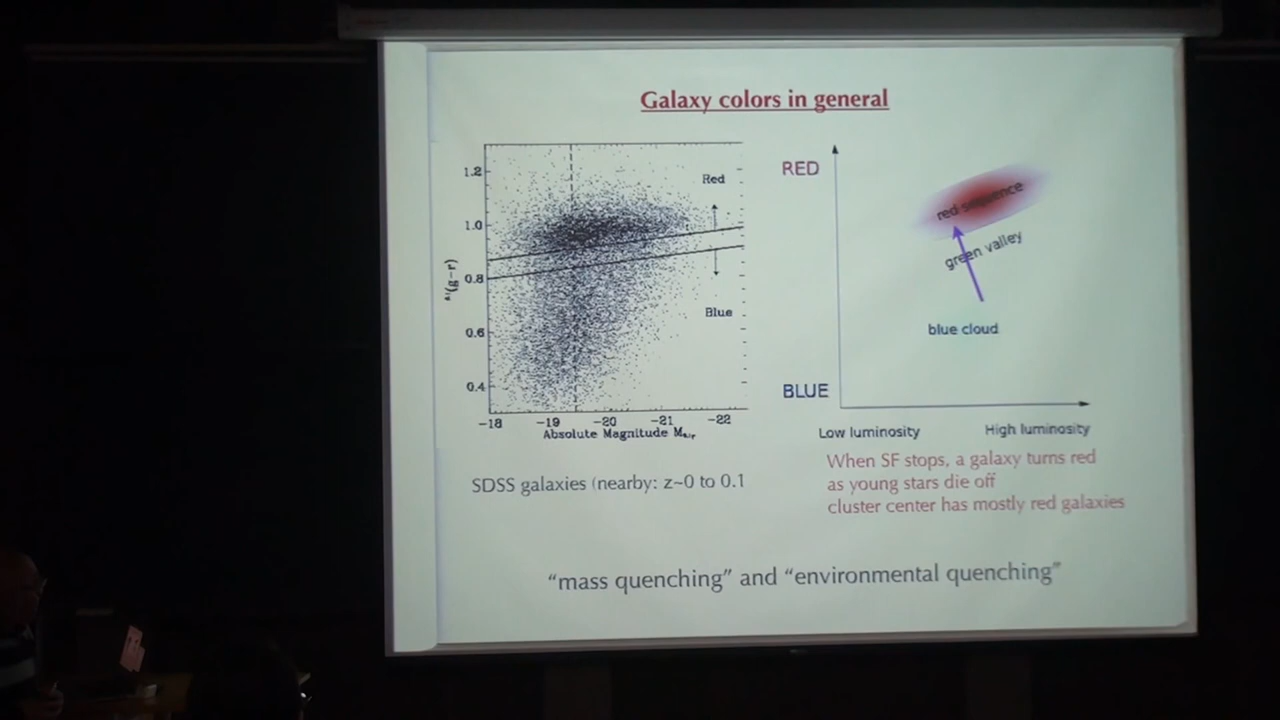 Galaxy colors in general
1.2
1.0
0.8
0.6
0.4
Red
Blue
-18
-19
-20
-21
-22
Absolute Magnitude
SDSS galaxies (nearby: z~0 to 0.1
RED
BLUE
red sequence
green valley
blue cloud
Low luminosity
High luminosity
When SF stops, a galaxy turns red
as young stars die off
cluster center has mostly red galaxies
“mass quenching” and “environmental quenching”